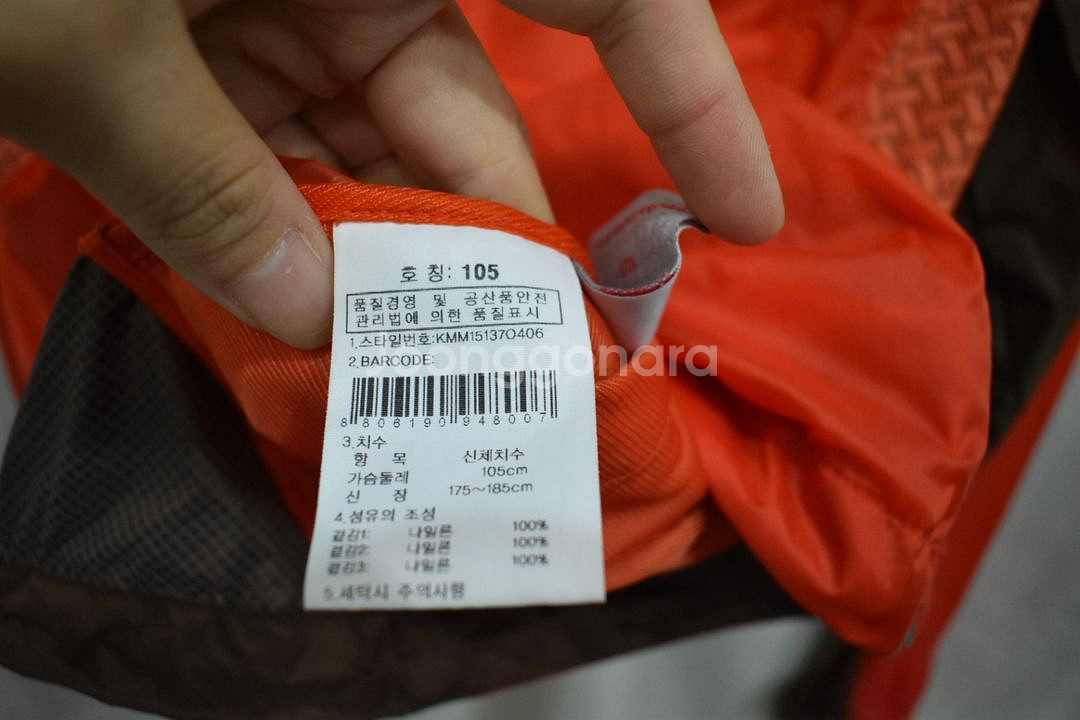 호 칭: 105
품질경영 및 공산품안전
관리법에 의한 품질표시
1.스타일번호:KMM15137O406
2.BARCODE:
joonggonara
8 806190 948007
3.치수
항 목 신체치수
가슴둘레 105cm
신 장 175~185cm
4.섬유의 조성
겉감1: 나일론 100%
겉감2: 나일론 100%
겉감3: 나일론 100%
5.세탁시 주의사항